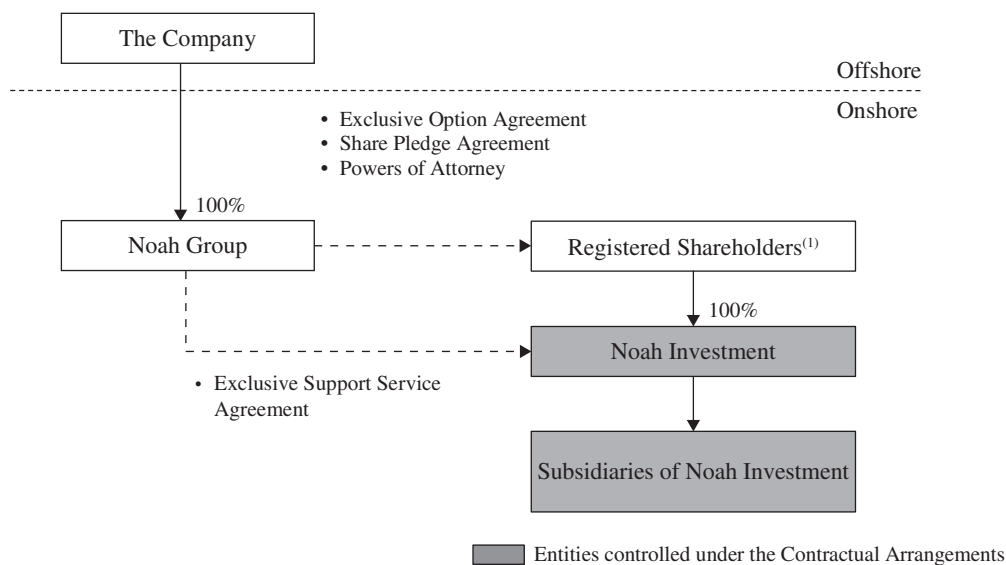 The Company
Offshore
Onshore
• Exclusive Option Agreement
• Share Pledge Agreement
• Powers of Attorney
100%
Noah Group
Registered Shareholders(1)
100%
Noah Investment
• Exclusive Support Service
Agreement
Subsidiaries of Noah Investment
Entities controlled under the Contractual Arrangements